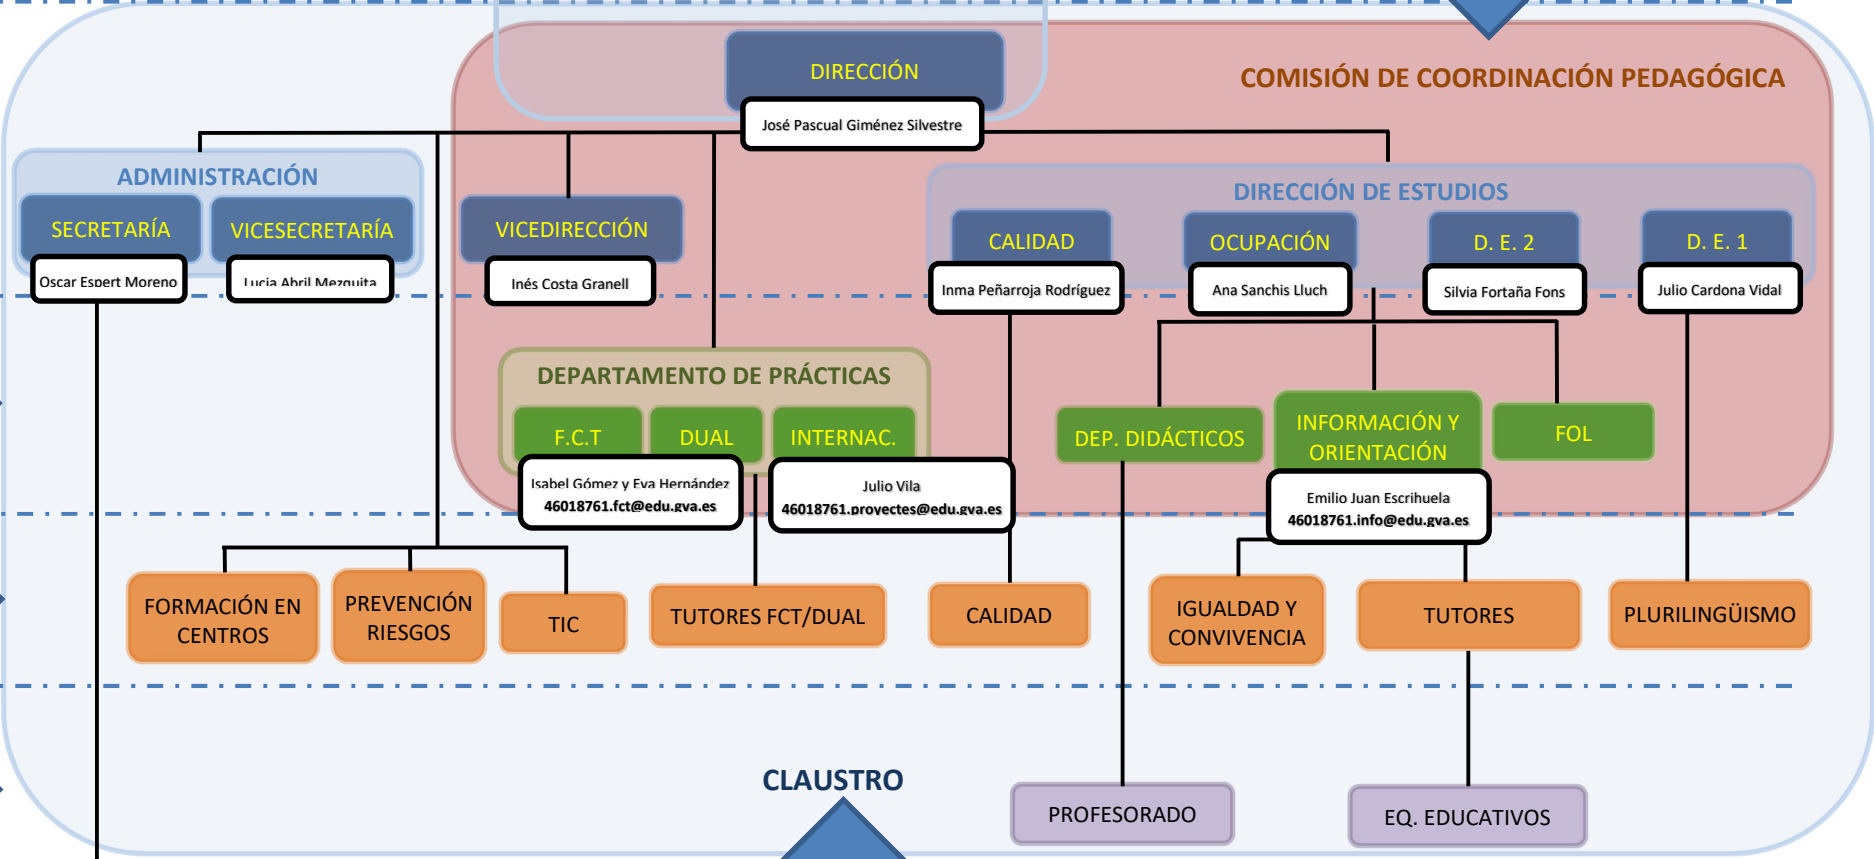 DIRECCIÓN
COMISIÓN DE COORDINACIÓN PEDAGÓGICA
José Pascual Giménez Silvestre
ADMINISTRACIÓN
DIRECCIÓN DE ESTUDIOS
SECRETARÍA
VICESECRETARÍA
VICEDIRECCIÓN
CALIDAD
OCUPACIÓN
D. E. 2
D. E. 1
Oscar Espert Moreno
Lucia Abril Mezquita
Inés Costa Granell
Inma Peñarroja Rodríguez
Ana Sanchis Lluch
Silvia Fortaña Fons
Julio Cardona Vidal
DEPARTAMENTO DE PRÁCTICAS
F.C.T
DUAL
INTERNAC.
DEP. DIDÁCTICOS
INFORMACIÓN Y
ORIENTACIÓN
FOL
Isabel Gómez y Eva Hernández
46018761.fct@edu.gva.es
Julio Vila
46018761.proyectes@edu.gva.es
Emilio Juan Escrihuela
46018761.info@edu.gva.es
FORMACIÓN EN
CENTROS
PREVENCIÓN
RIESGOS
TIC
TUTORES FCT/DUAL
CALIDAD
IGUALDAD Y
CONVIVENCIA
TUTORES
PLURILINGÜISMO
CLAUSTRO
PROFESORADO
EQ. EDUCATIVOS